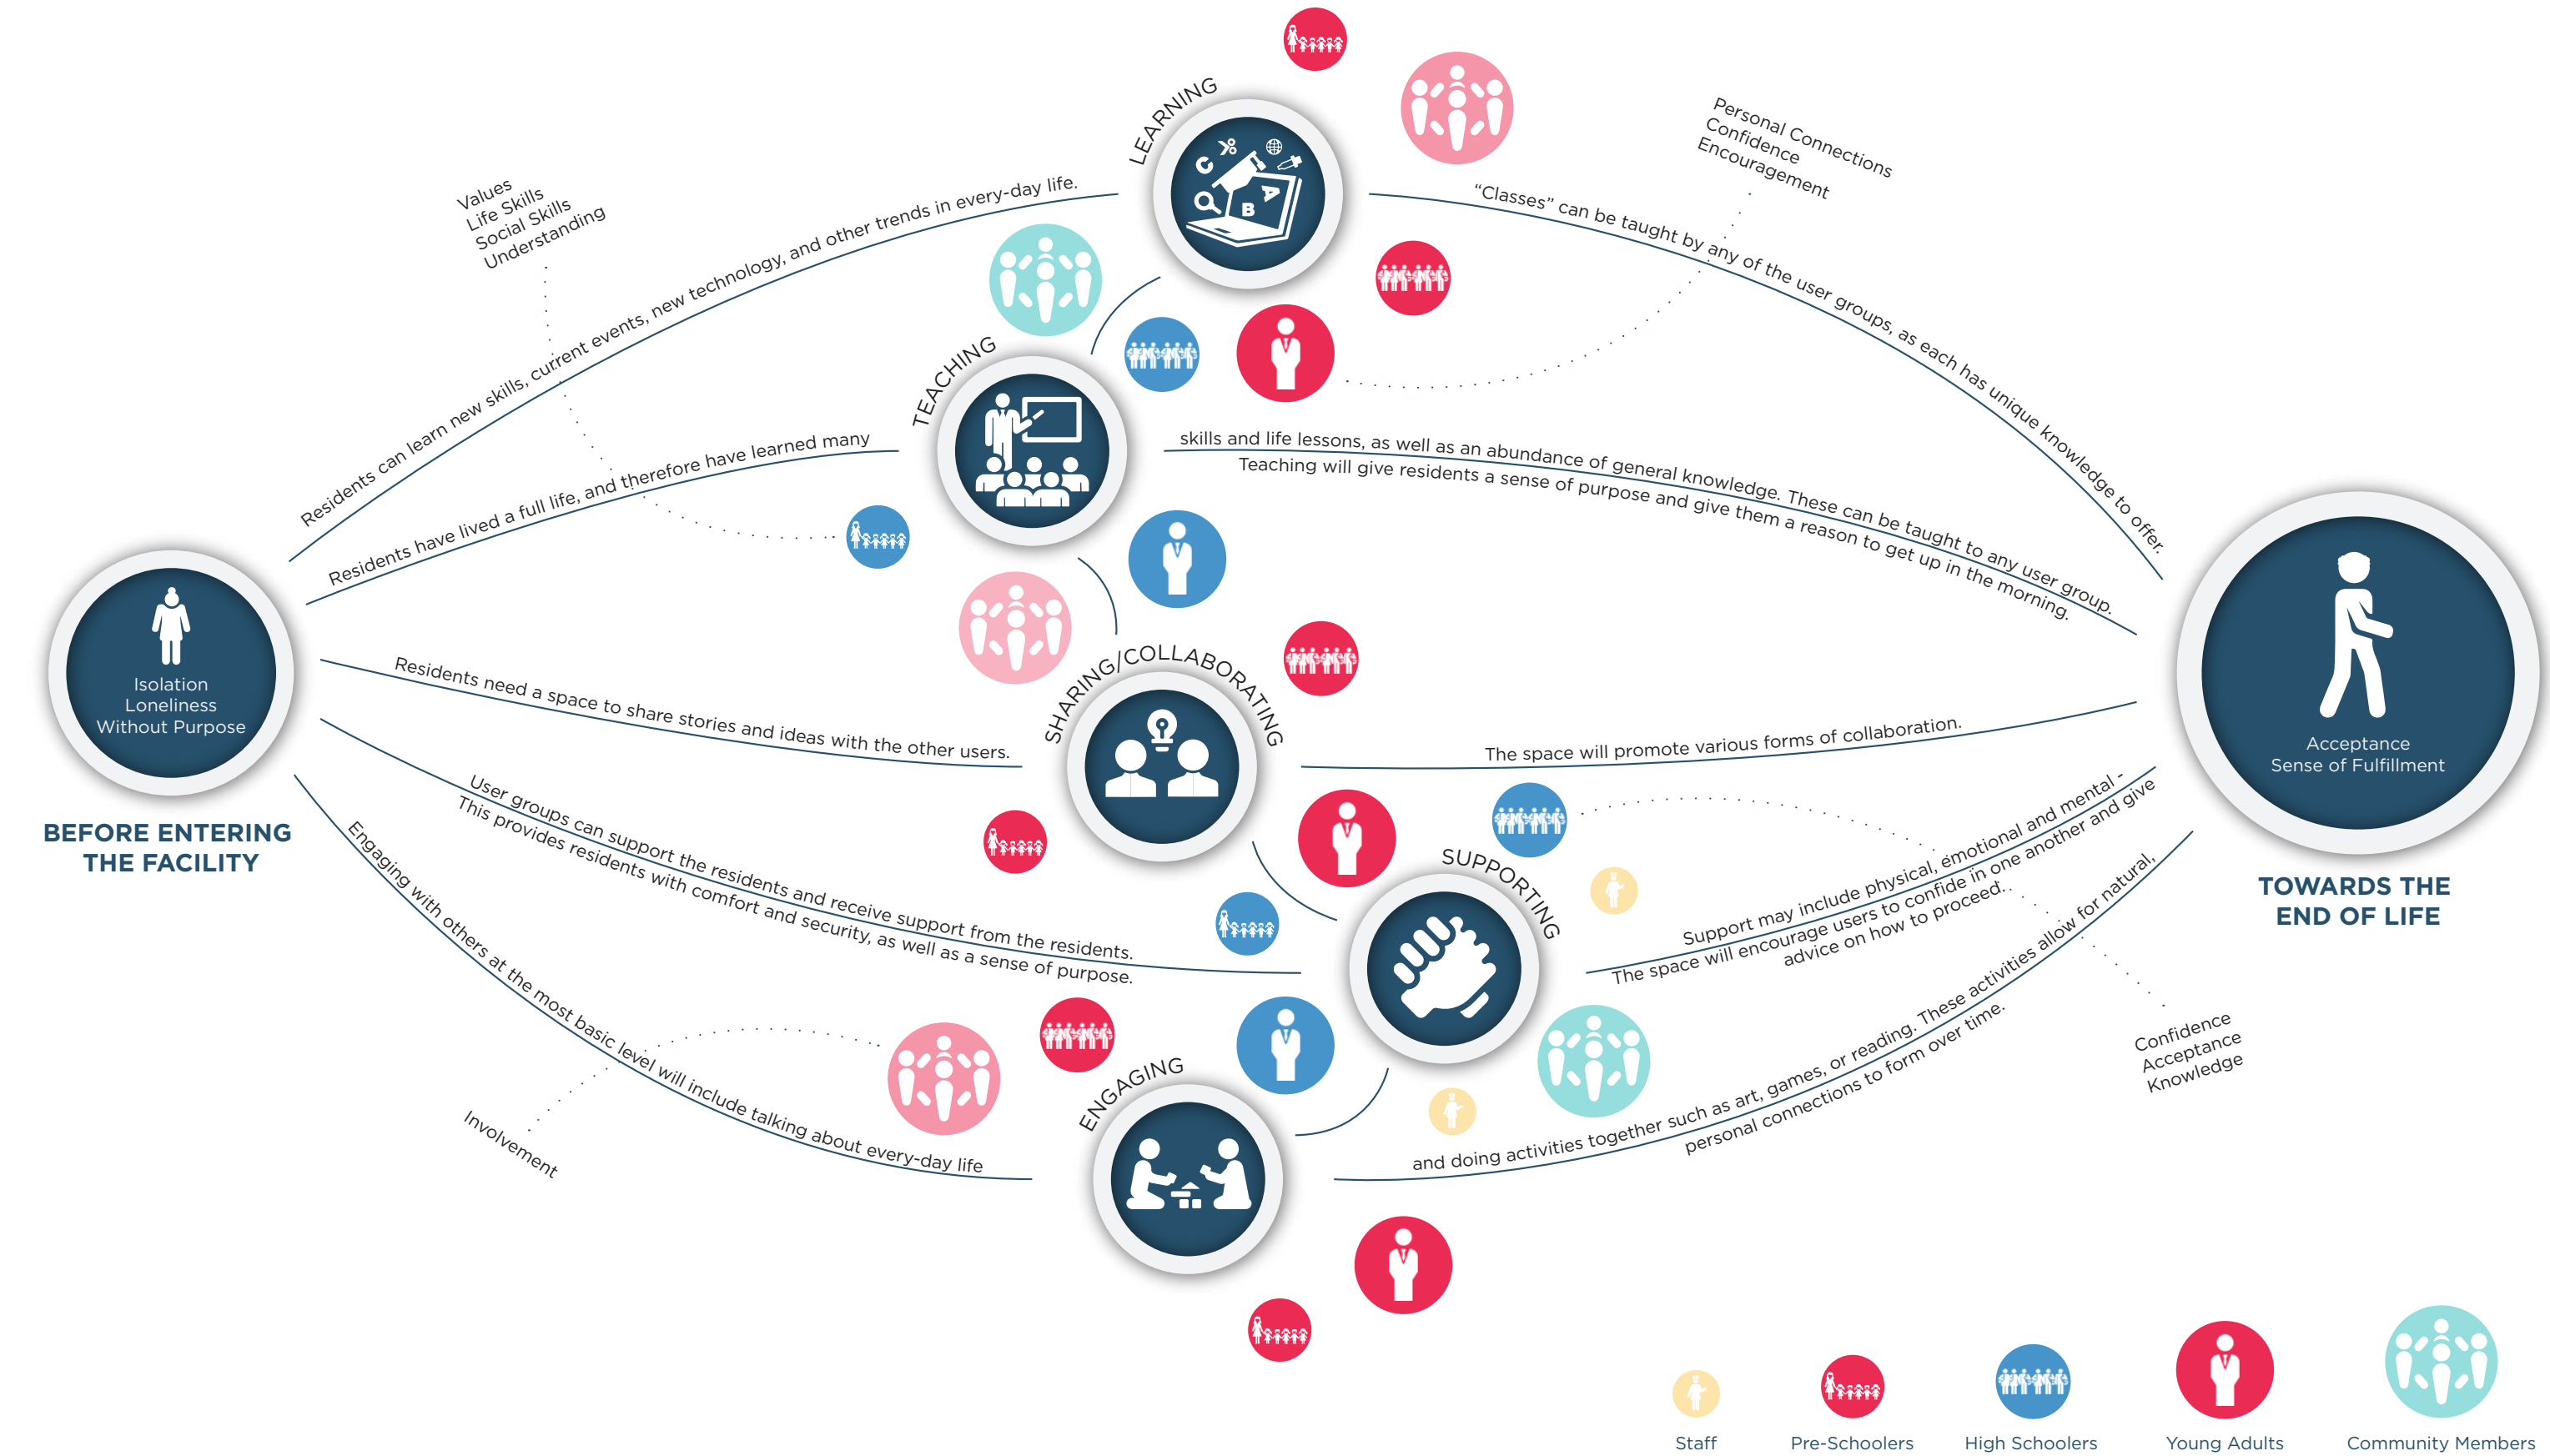 LEARNING
Personal Connections
Confidence
Encouragement
Values
Life Skills
Social Skills
Understanding
Residents can learn new skills, current events, new technology, and other trends in every-day life.
“Classes” can be taught by any of the user groups, as each has unique knowledge to offer.
TEACHING
Residents have lived a full life, and therefore have learned many
skills and life lessons, as well as an abundance of general knowledge. These can be taught to any user group.
Teaching will give residents a sense of purpose and give them a reason to get up in the morning.
Isolation
Loneliness
Without Purpose
BEFORE ENTERING
THE FACILITY
SHARING/COLLABORATING
Residents need a space to share stories and ideas with the other users.
The space will promote various forms of collaboration.
Acceptance
Sense of Fulfillment
TOWARDS THE
END OF LIFE
SUPPORTING
User groups can support the residents and receive support from the residents.
This provides residents with comfort and security, as well as a sense of purpose.
Support may include physical, emotional and mental -
The space will encourage users to confide in one another and give
advice on how to proceed.
ENGAGING
Engaging with others at the most basic level will include talking about every-day life
and doing activities together such as art, games, or reading. These activities allow for natural,
personal connections to form over time.
Involvement
Confidence
Acceptance
Knowledge
A
B
Staff
Pre-Schoolers
High Schoolers
Young Adults
Community Members